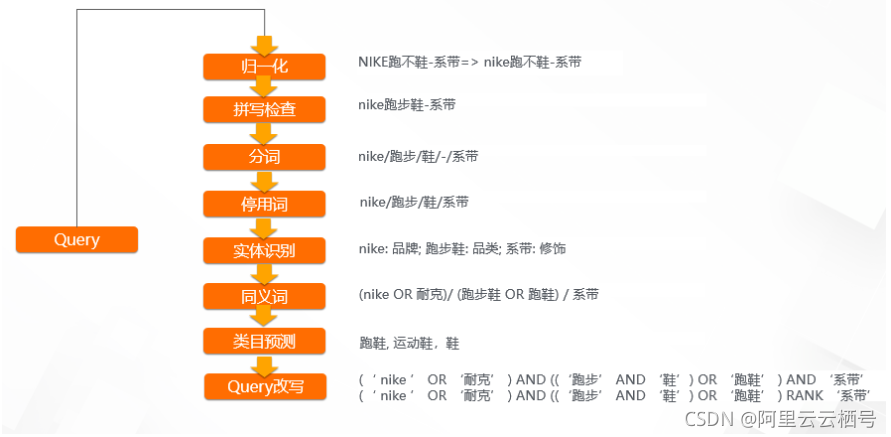 归一化
NIKE跑不鞋-系带=> nike跑不鞋-系带
拼写检查
nike跑步鞋-系带
分词
nike/跑步/鞋/-/系带
停用词
nike/跑步/鞋/系带
Query
实体识别
nike: 品牌; 跑步鞋: 品类; 系带: 修饰
同义词
(nike OR 耐克)/ (跑步鞋 OR 跑鞋) / 系带
类目预测
跑鞋, 运动鞋，鞋
Query改写
(‘nike’ OR ‘耐克’) AND ((‘跑步’ AND ‘鞋’) OR ‘跑鞋’) AND ‘系带’
(‘nike’ OR ‘耐克’) AND ((‘跑步’ AND ‘鞋’) OR ‘跑鞋’) RANK ‘系带’
CSDN @阿里云云栖号